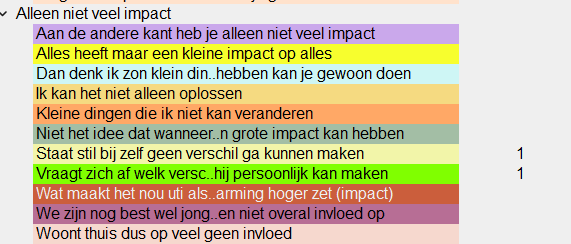 Alleen niet veel impact
Aan de andere kant heb je alleen niet veel impact
Alles heeft maar een kleine impact op alles
Dan denk ik zon klein din..hebben kan je gewoon doen
Ik kan het niet alleen oplossen
Kleine dingen die ik niet kan veranderen
Niet het idee dat wanneer..n grote impact kan hebben
Staat stil bij zelf geen verschil ga kunnen maken 1
Vraagt zich af welk versc..hij persoonlijk kan maken 1
Wat maakt het nou uti als..arming hoger zet (impact)
We zijn nog best wel jong..en niet overal invloed op
Woont thuis dus op veel geen invloed